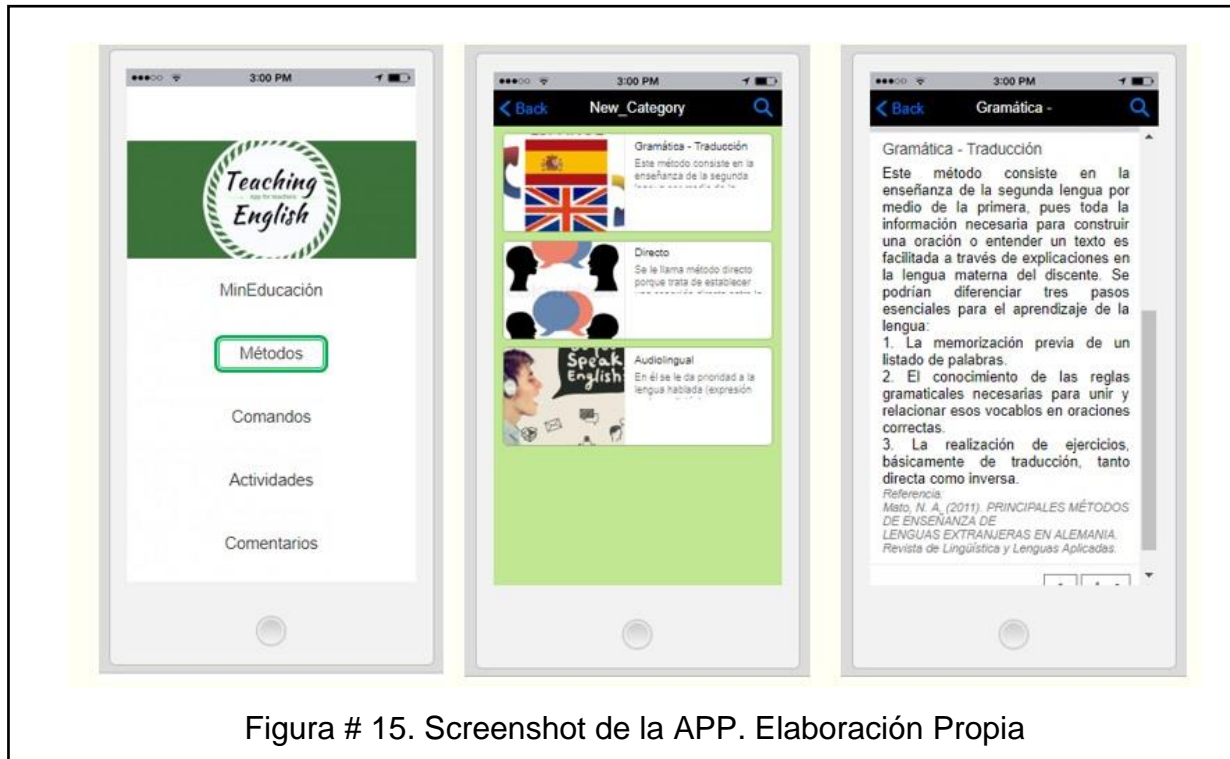 3:00 PM
Teaching
App for teachers
English
MinEducación
Métodos
Comandos
Actividades
Comentarios
3:00 PM
Back
New_Category
Gramática - Traducción
Este método consiste en la
enseñanza de la segunda
Directo
Se le llama método directo
porque trata de establecer
Speak
English
Audiolingual
En él se le da prioridad a la
lengua hablada (expresión
3:00 PM
Back
Gramática -
Gramática - Traducción
Este método consiste en la
enseñanza de la segunda lengua por
medio de la primera, pues toda la
información necesaria para construir
una oración o entender un texto es
facilitada a través de explicaciones en
la lengua materna del discente. Se
podrían diferenciar tres pasos
esenciales para el aprendizaje de la
lengua:
1. La memorización previa de un
listado de palabras.
2. El conocimiento de las reglas
gramaticales necesarias para unir y
relacionar esos vocablos en oraciones
correctas.
3. La realización de ejercicios,
básicamente de traducción, tanto
directa como inversa.
Referencia:
Mato, N. A. (2011). PRINCIPALES MÉTODOS
DE ENSEÑANZA DE
LENGUAS EXTRANJERAS EN ALEMANIA.
Revista de Lingüística y Lenguas Aplicadas.
Figura # 15. Screenshot de la APP. Elaboración Propia